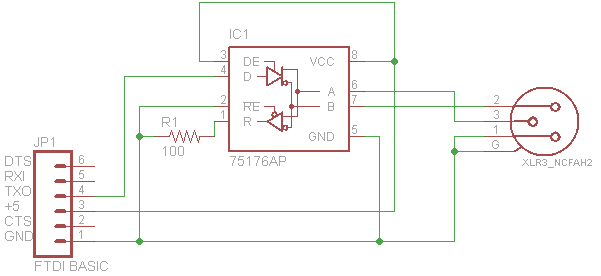 IC1
3 DE VCC 8
4 D
A 6
2 RE B 7
1 R
GND 5
75176AP
R1
100
2
3
1
G
XLR3_NCFAH2
JP1
DTS 6
RXI 5
TXO 4
+5 3
CTS 2
GND 1
FTDI BASIC